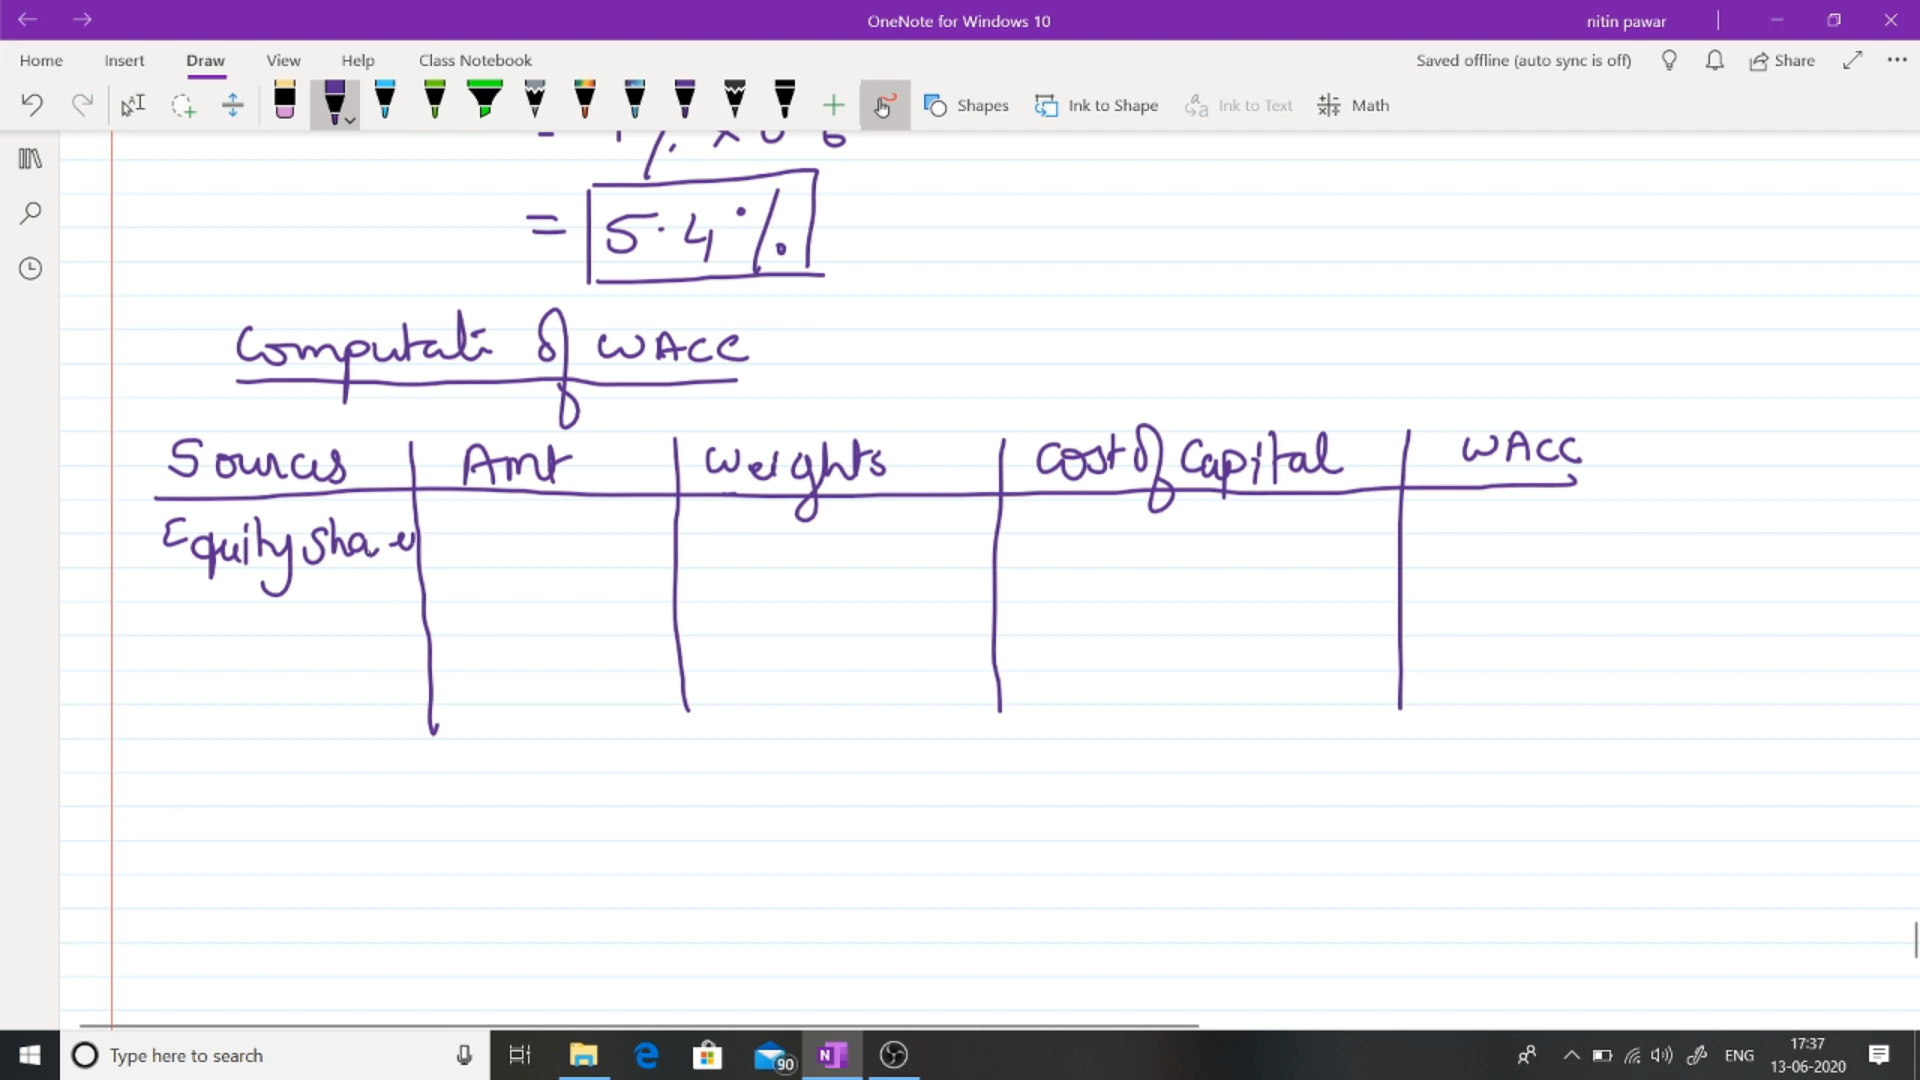 OneNote for Windows 10
nitin pawar
Home Insert Draw View Help Class Notebook
Saved offline (auto sync is off) Share
Shapes Ink to Shape Ink to Text Math
= 5.4%
Computati of WACC
Sources Amt Weights Cost of Capital WACC
Equity Share
Type here to search
90
ENG
17:37
13-06-2020